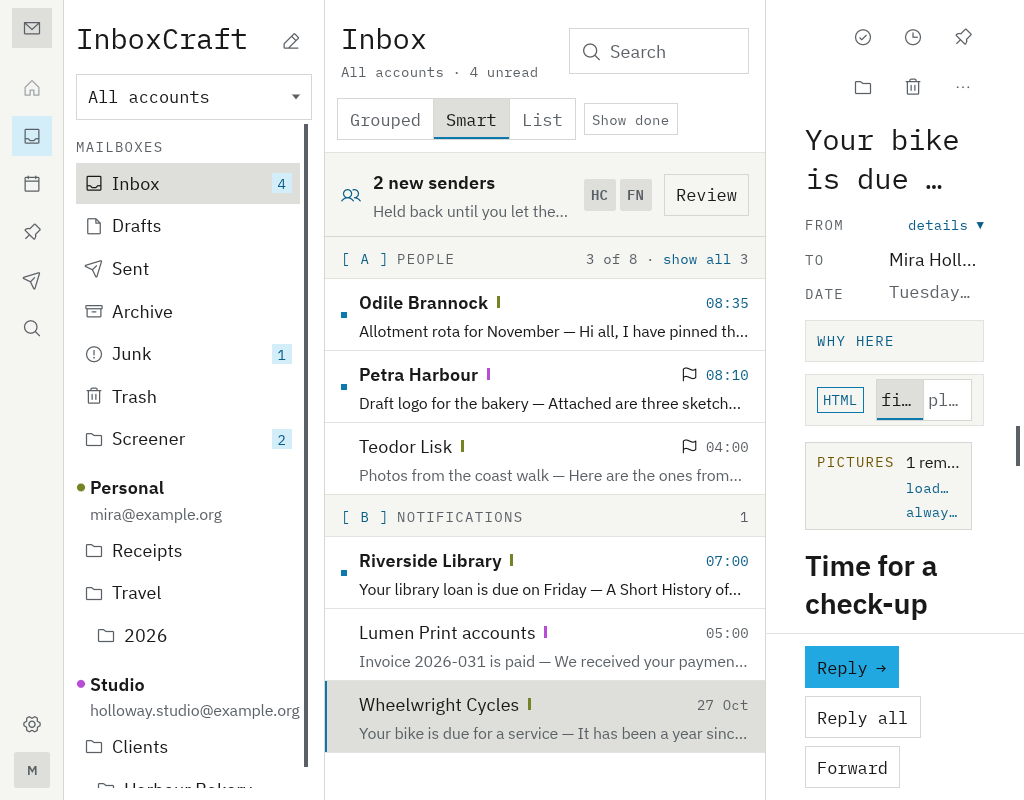 InboxCraft
All accounts
MAILBOXES
Inbox 4
Drafts
Sent
Archive
Junk 1
Trash
Screener 2
Personal
mira@example.org
Receipts
Travel
2026
Studio
holloway.studio@example.org
Clients
Harbour Bakery
M
Inbox
All accounts · 4 unread
Search
Grouped Smart List Show done
2 new senders
Held back until you let the…
HC FN Review
[ A ] PEOPLE 3 of 8 · show all 3
Odile Brannock 08:35
Allotment rota for November — Hi all, I have pinned th…
Petra Harbour 08:10
Draft logo for the bakery — Attached are three sketch…
Teodor Lisk 04:00
Photos from the coast walk — Here are the ones from…
[ B ] NOTIFICATIONS 1
Riverside Library 07:00
Your library loan is due on Friday — A Short History of…
Lumen Print accounts 05:00
Invoice 2026-031 is paid — We received your paymen…
Wheelwright Cycles 27 Oct
Your bike is due for a service — It has been a year sinc…
Your bike
is due …
FROM details ▼
TO Mira Holl…
DATE Tuesday…
WHY HERE
HTML fi… pl…
PICTURES 1 rem…
load…
alway…
Time for a
check-up
Reply →
Reply all
Forward